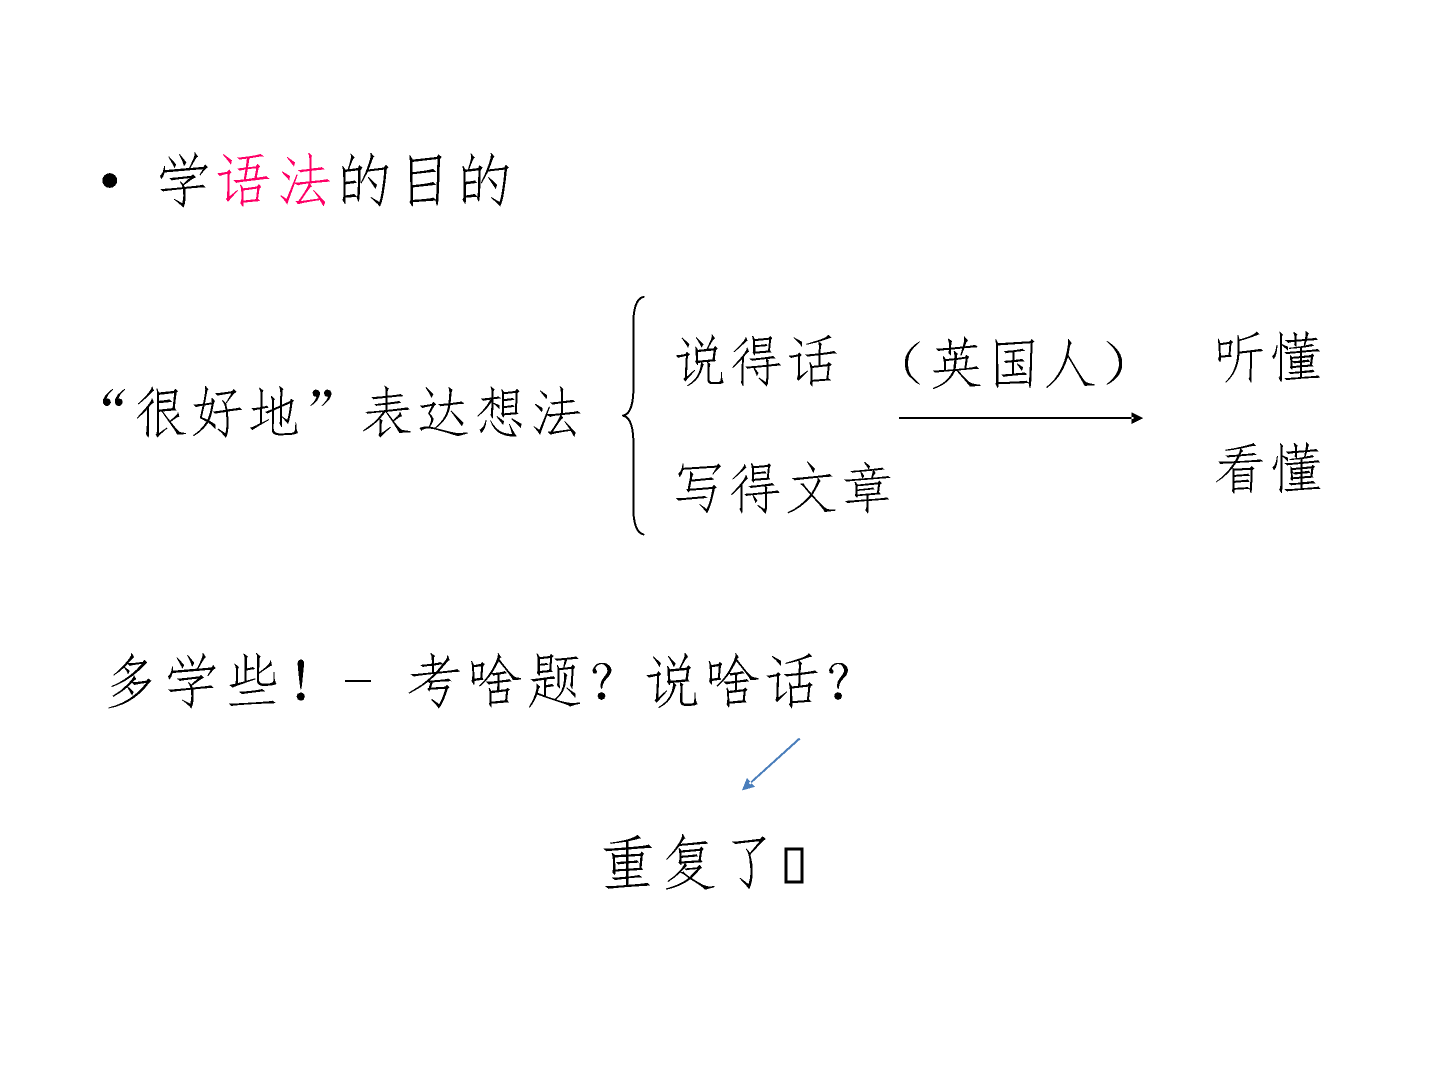 • 学语法的目的
“很好地”表达想法
说得话 （英国人） 听懂
写得文章 看懂
多学些！- 考啥题？说啥话？
重复了